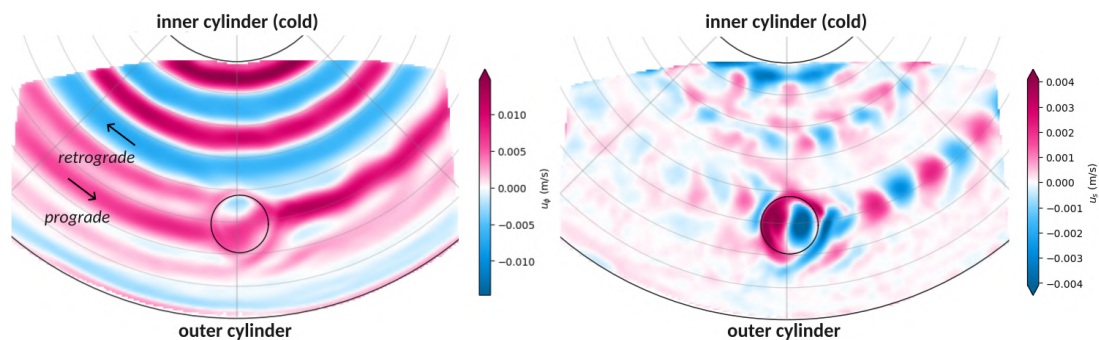 inner cylinder (cold)
retrograde
prograde
outer cylinder
0.010
0.005
0.000
−0.005
−0.010
uϕ (m/s)
inner cylinder (cold)
outer cylinder
0.004
0.003
0.002
0.001
0.000
−0.001
−0.002
−0.003
−0.004
us (m/s)